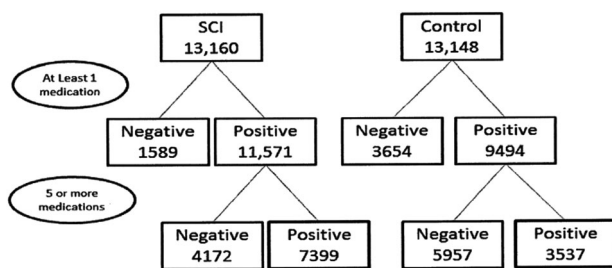 SCI
13,160
Control
13,148
At Least 1
medication
Negative
1589
Positive
11,571
Negative
3654
Positive
9494
5 or more
medications
Negative
4172
Positive
7399
Negative
5957
Positive
3537